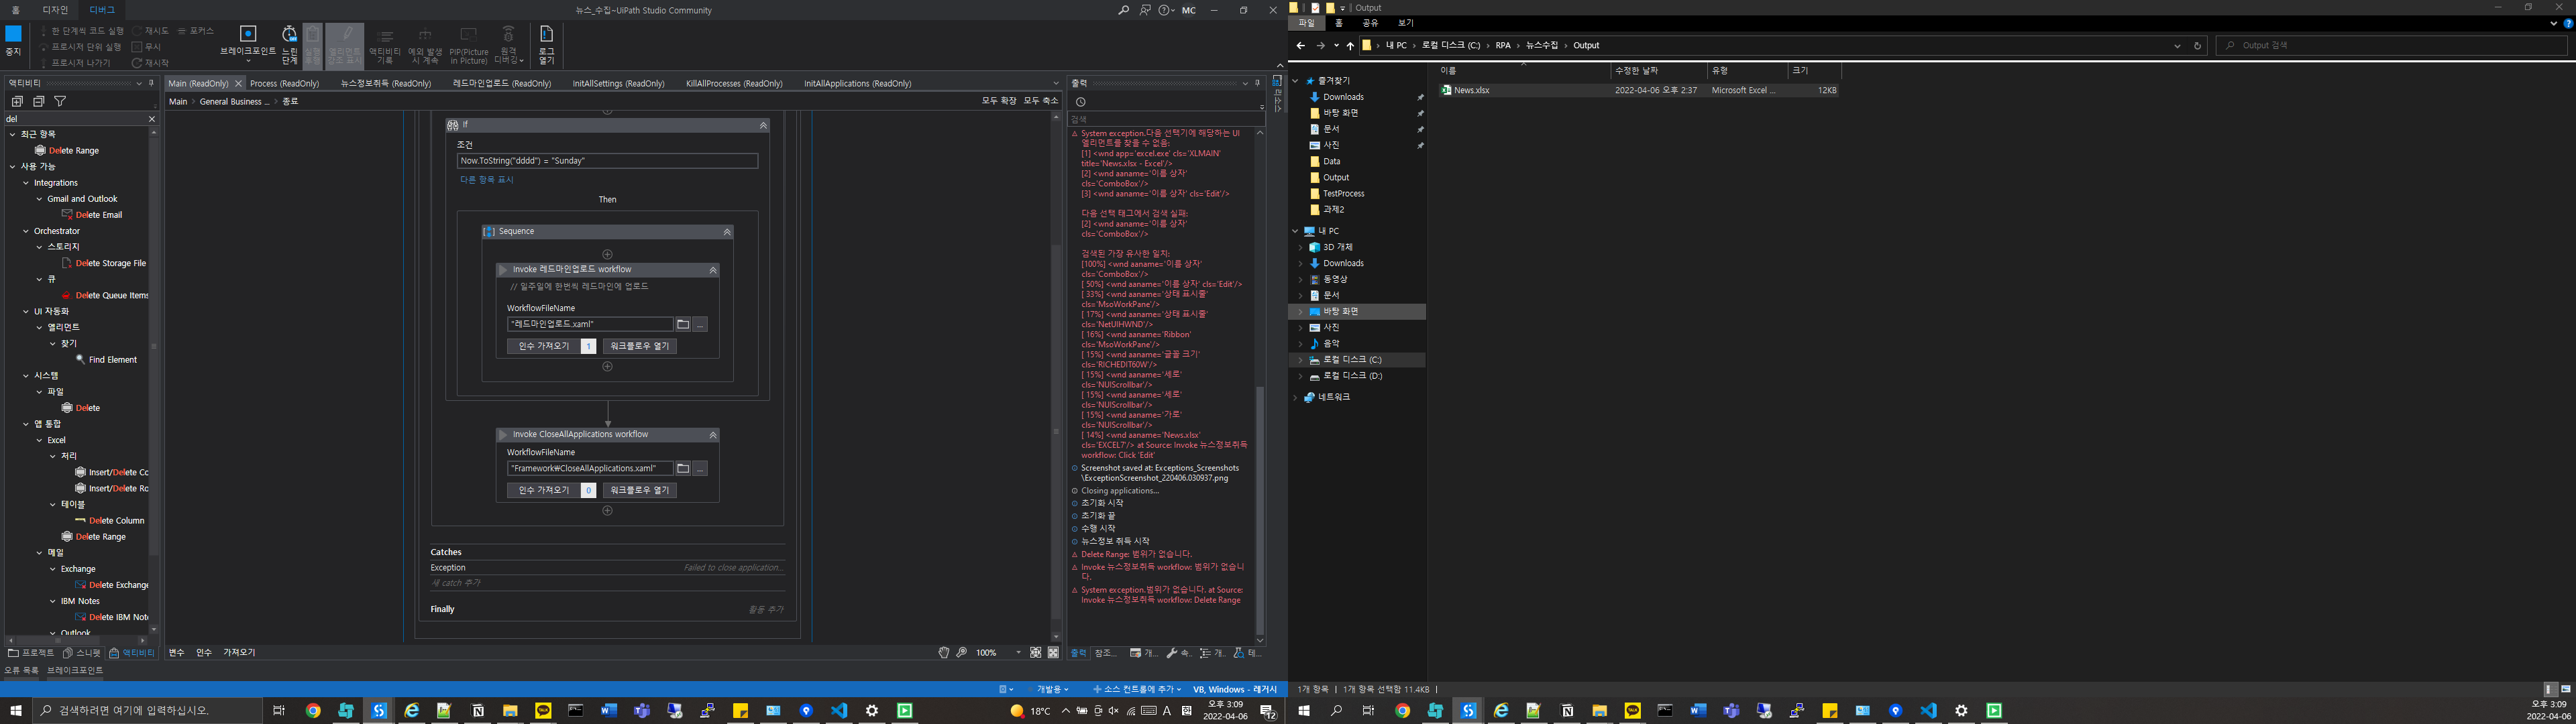 홈 디자인 디버그
뉴스_수집~UiPath Studio Community
MC
중지
한 단계씩 코드 실행
프로시저 단위 실행
프로시저 나가기
재시도
무시
재시작
포커스
브레이크포인트
느린
단계
실행
후행
엘리먼트
강조 표시
액티비티
기록
예외 발생
시 계속
PiP(Picture
in Picture)
원격
디버깅
로그
열기
액티비티
del
최근 항목
Delete Range
사용 가능
Integrations
Gmail and Outlook
Delete Email
Orchestrator
스토리지
Delete Storage File
큐
Delete Queue Items
UI 자동화
엘리먼트
찾기
Find Element
시스템
파일
Delete
앱 통합
Excel
처리
Insert/Delete Co
Insert/Delete Ro
테이블
Delete Column
Delete Range
메일
Exchange
Delete Exchange
IBM Notes
Delete IBM Note
Outlook
프로젝트 스니펫 액티비티
오류 목록 브레이크포인트
Main (ReadOnly) Process (ReadOnly) 뉴스정보취득 (ReadOnly) 레드마인업로드 (ReadOnly) InitAllSettings (ReadOnly) KillAllProcesses (ReadOnly) InitAllApplications (ReadOnly)
Main > General Business ... > 종료
모두 확장 모두 축소
If
조건
Now.ToString("dddd") = "Sunday"
다른 항목 표시
Then
Sequence
Invoke 레드마인업로드 workflow
// 일주일에 한번씩 레드마인에 업로드
WorkflowFileName
"레드마인업로드.xaml"
...
인수 가져오기 1 워크플로우 열기
Invoke CloseAllApplications workflow
WorkflowFileName
"Framework₩CloseAllApplications.xaml"
...
인수 가져오기 0 워크플로우 열기
Catches
Exception Failed to close application...
새 catch 추가
Finally 활동 추가
변수 인수 가져오기
100%
출력
검색
System exception.다음 선택기에 해당하는 UI
엘리먼트를 찾을 수 없음:
[1] <wnd app='excel.exe' cls='XLMAIN'
title='News.xlsx - Excel'/>
[2] <wnd aaname='이름 상자'
cls='ComboBox'/>
[3] <wnd aaname='이름 상자' cls='Edit'/>
다음 선택 태그에서 검색 실패:
[2] <wnd aaname='이름 상자'
cls='ComboBox'/>
검색된 가장 유사한 일치:
[100%] <wnd aaname='이름 상자'
cls='ComboBox'/>
[ 50%] <wnd aaname='이름 상자' cls='Edit'/>
[ 33%] <wnd aaname='상태 표시줄'
cls='MsoWorkPane'/>
[ 17%] <wnd aaname='상태 표시줄'
cls='NetUIHWND'/>
[ 16%] <wnd aaname='Ribbon'
cls='MsoWorkPane'/>
[ 15%] <wnd aaname='글꼴 크기'
cls='RICHEDIT60W'/>
[ 15%] <wnd aaname='세로'
cls='NUIScrollbar'/>
[ 15%] <wnd aaname='세로'
cls='NUIScrollbar'/>
[ 15%] <wnd aaname='가로'
cls='NUIScrollbar'/>
[ 14%] <wnd aaname='News.xlsx'
cls='EXCEL7'/> at Source: Invoke 뉴스정보취득
workflow: Click 'Edit'
Screenshot saved at: Exceptions_Screenshots
\ExceptionScreenshot_220406.030937.png
Closing applications...
초기화 시작
초기화 끝
수행 시작
뉴스정보 취득 시작
Delete Range: 범위가 없습니다.
Invoke 뉴스정보취득 workflow: 범위가 없습니
다.
System exception.범위가 없습니다. at Source:
Invoke 뉴스정보취득 workflow: Delete Range
출력 참조... 개... 속.. 개.. 테...
개발용 소스 컨트롤에 추가 VB, Windows - 레거시
검색하려면 여기에 입력하십시오.
18°C
A 한
오후 3:09
2022-04-06
12
Output
파일 홈 공유 보기
내 PC > 로컬 디스크 (C:) > RPA > 뉴스수집 > Output
Output 검색
이름 수정한 날짜 유형 크기
News.xlsx 2022-04-06 오후 2:37 Microsoft Excel ... 12KB
즐겨찾기
Downloads
바탕 화면
문서
사진
Data
Output
TestProcess
과제2
내 PC
3D 개체
Downloads
동영상
문서
바탕 화면
사진
음악
로컬 디스크 (C:)
로컬 디스크 (D:)
네트워크
1개 항목 | 1개 항목 선택함 11.4KB |
오후 3:09
2022-04-06